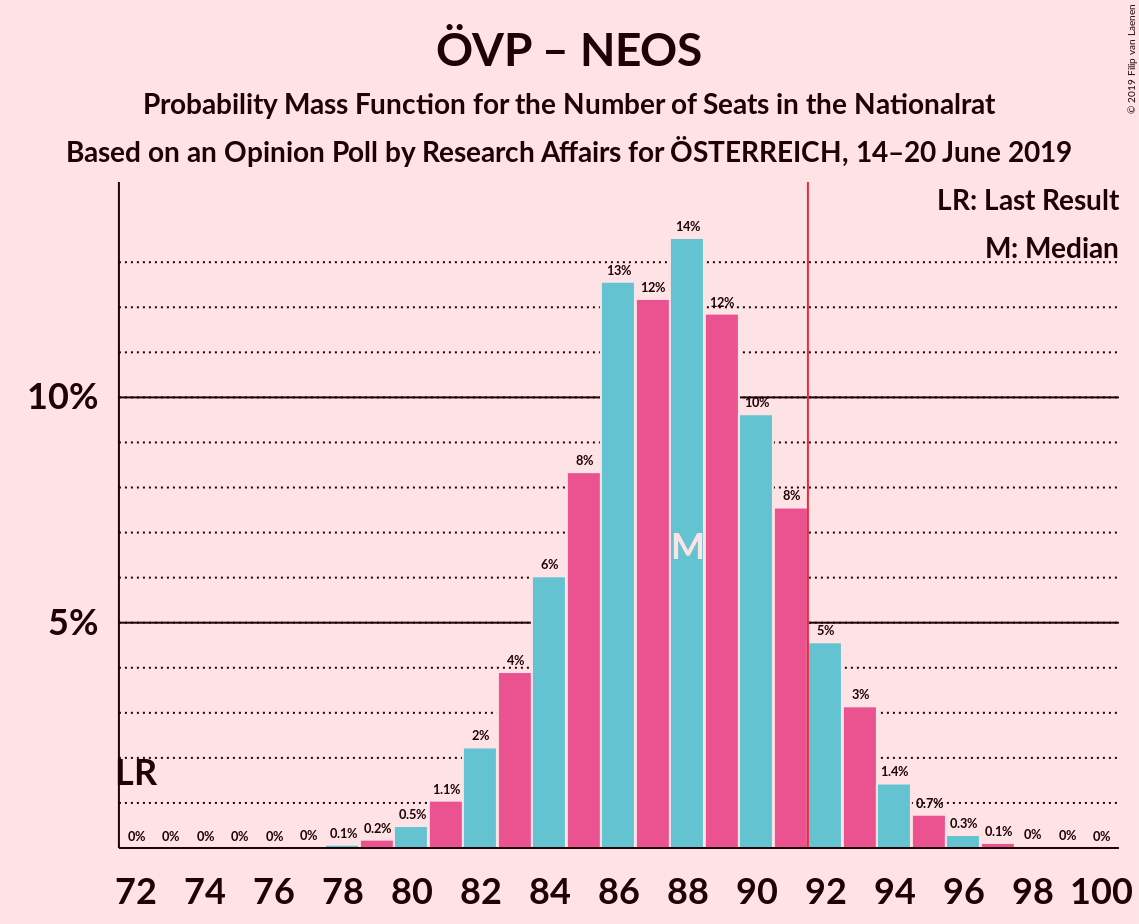 © 2019 Filip van Laenen
ÖVP – NEOS
Probability Mass Function for the Number of Seats in the Nationalrat
Based on an Opinion Poll by Research Affairs for ÖSTERREICH, 14–20 June 2019
LR: Last Result
M: Median
14%
13%
12%
12%
10%
10%
8%
8%
M
6%
5%
5%
4%
3%
2%
LR
1.4%
1.1%
0.7%
0.5%
0.3%
0.2%
0.1%
0.1%
0% 0% 0% 0% 0% 0% 0% 0% 0%
72 74 76 78 80 82 84 86 88 90 92 94 96 98 100